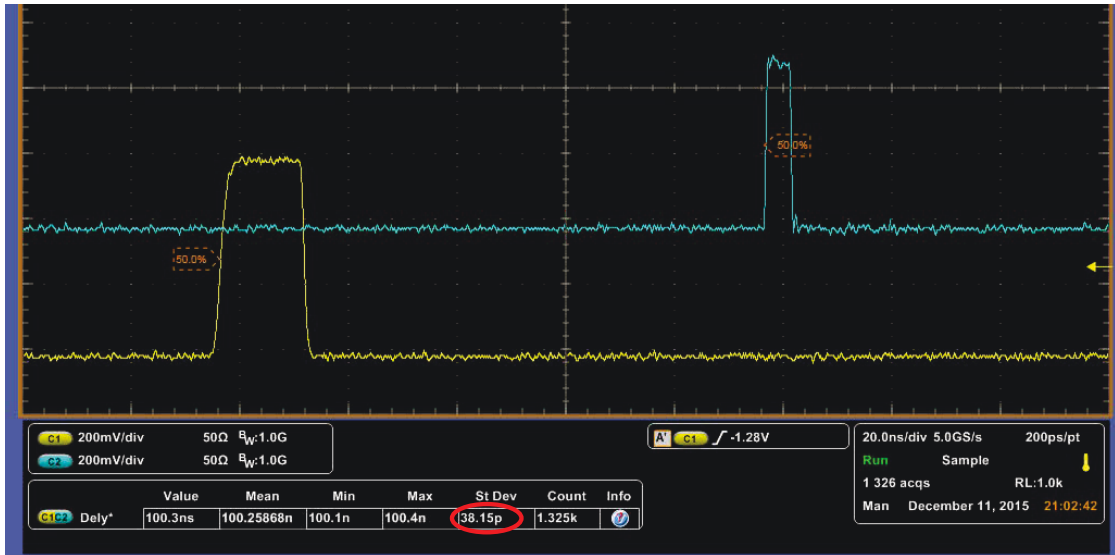 50.0%
50.0%
C1 200mV/div 50Ω BW:1.0G
C2 200mV/div 50Ω BW:1.0G
A' C1 -1.28V
20.0ns/div 5.0GS/s 200ps/pt
Run Sample
1 326 acqs RL:1.0k
Man December 11, 2015 21:02:42
Value Mean Min Max St Dev Count Info
C1C2 Dely* 100.3ns 100.25868n 100.1n 100.4n 38.15p 1.325k